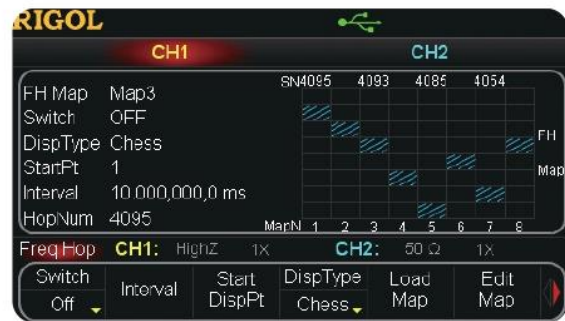 RIGOL
CH1 CH2
SN4095 4093 4085 4054
FH Map Map3
Switch OFF
DispType Chess
StartPt 1
Interval 10.000,000,0 ms
HopNum 4095
FH
Map
MapN 1 2 3 4 5 6 7 8
Freq Hop CH1: HighZ 1X CH2: 50 Ω 1X
Switch Interval Start DispType Load Edit
Off DispPt Chess Map Map